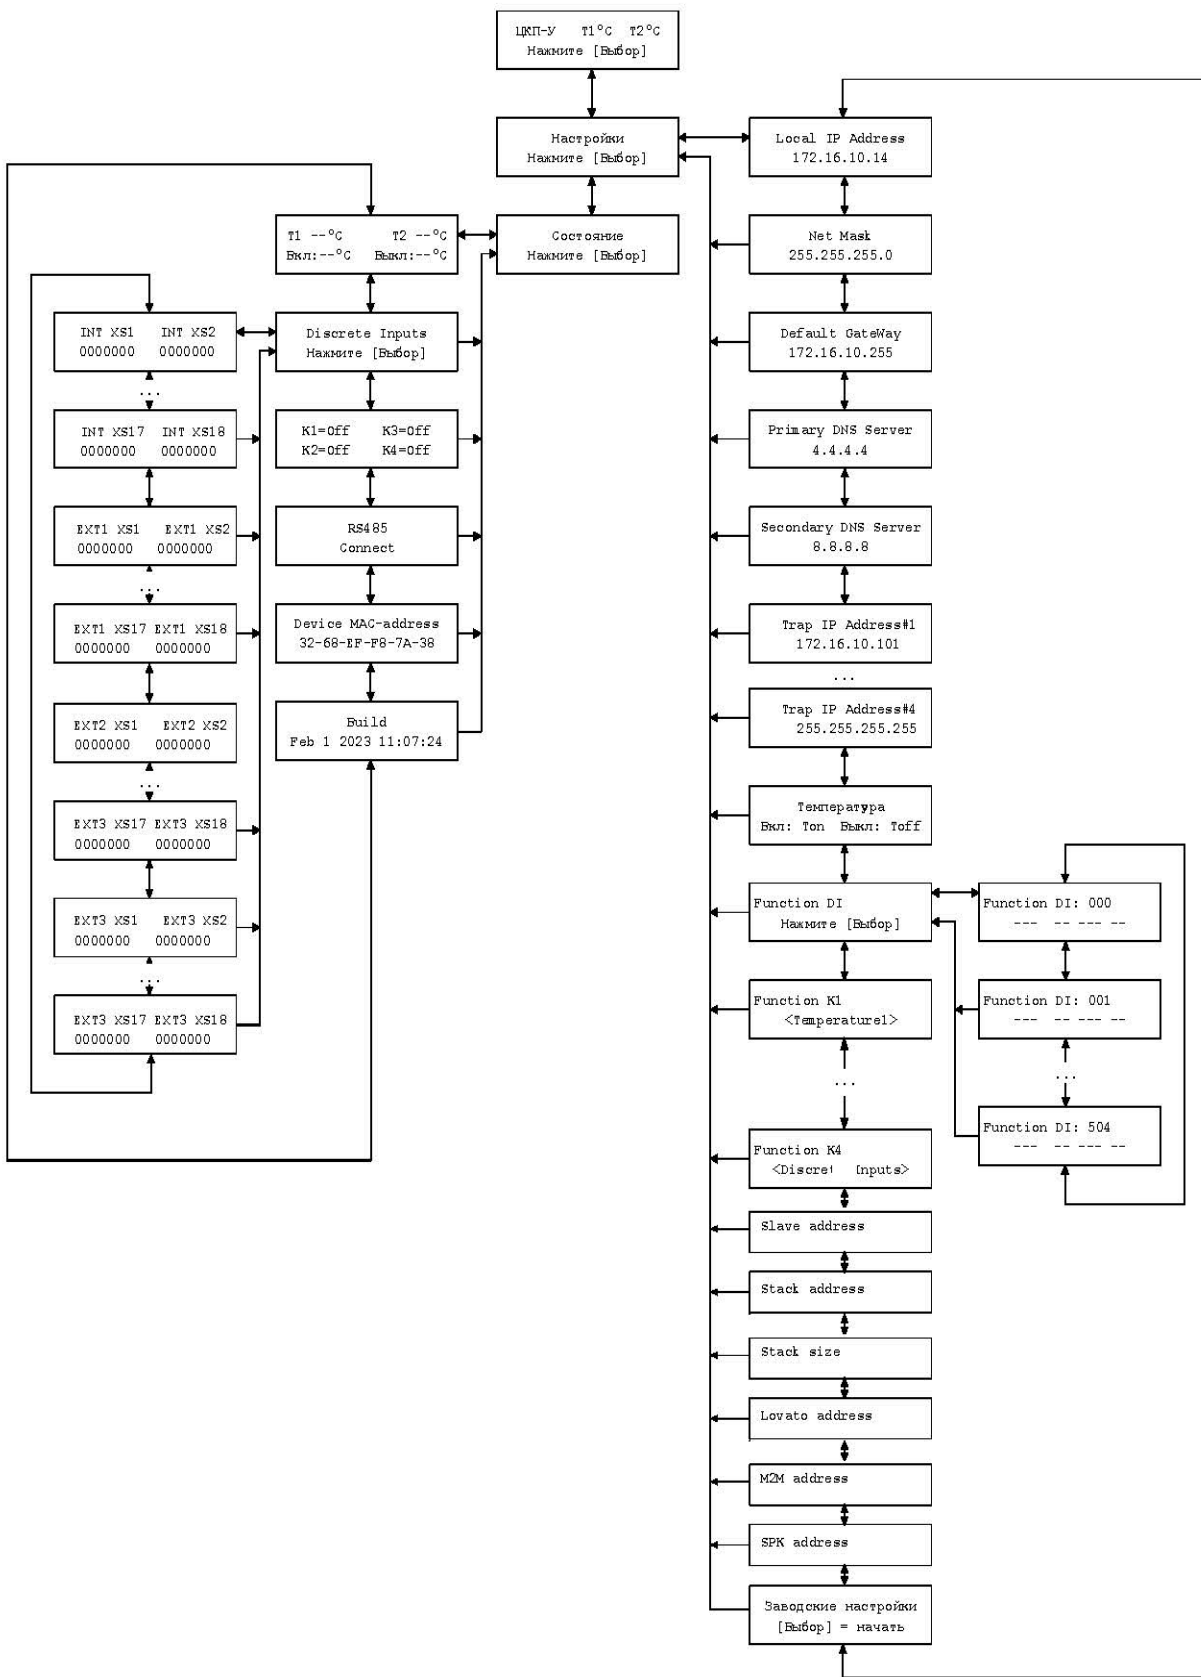 ЦКП-У T1°C T2°C
Нажмите [Выбор]
Настройки
Нажмите [Выбор]
Состояние
Нажмите [Выбор]
T1 --°C T2 --°C
Вкл:--°C Выкл:--°C
Discrete Inputs
Нажмите [Выбор]
K1=Off K3=Off
K2=Off K4=Off
RS485
Connect
Device MAC-address
32-68-EF-F8-7A-38
Build
Feb 1 2023 11:07:24
INT XS1 INT XS2
0000000 0000000
...
INT XS17 INT XS18
0000000 0000000
EXT1 XS1 EXT1 XS2
0000000 0000000
...
EXT1 XS17 EXT1 XS18
0000000 0000000
EXT2 XS1 EXT2 XS2
0000000 0000000
...
EXT3 XS17 EXT3 XS18
0000000 0000000
EXT3 XS1 EXT3 XS2
0000000 0000000
...
EXT3 XS17 EXT3 XS18
0000000 0000000
Local IP Address
172.16.10.14
Net Mask
255.255.255.0
Default GateWay
172.16.10.255
Primary DNS Server
4.4.4.4
Secondary DNS Server
8.8.8.8
Trap IP Address#1
172.16.10.101
...
Trap IP Address#4
255.255.255.255
Температура
Вкл: Ton Выкл: Toff
Function DI
Нажмите [Выбор]
Function K1
<Temperature1>
...
Function K4
<Discret Inputs>
Slave address
Stack address
Stack size
Lovato address
M2M address
SPK address
Заводские настройки
[Выбор] = начать
Function DI: 000
--- -- --- --
Function DI: 001
--- -- --- --
...
Function DI: 504
--- -- --- --